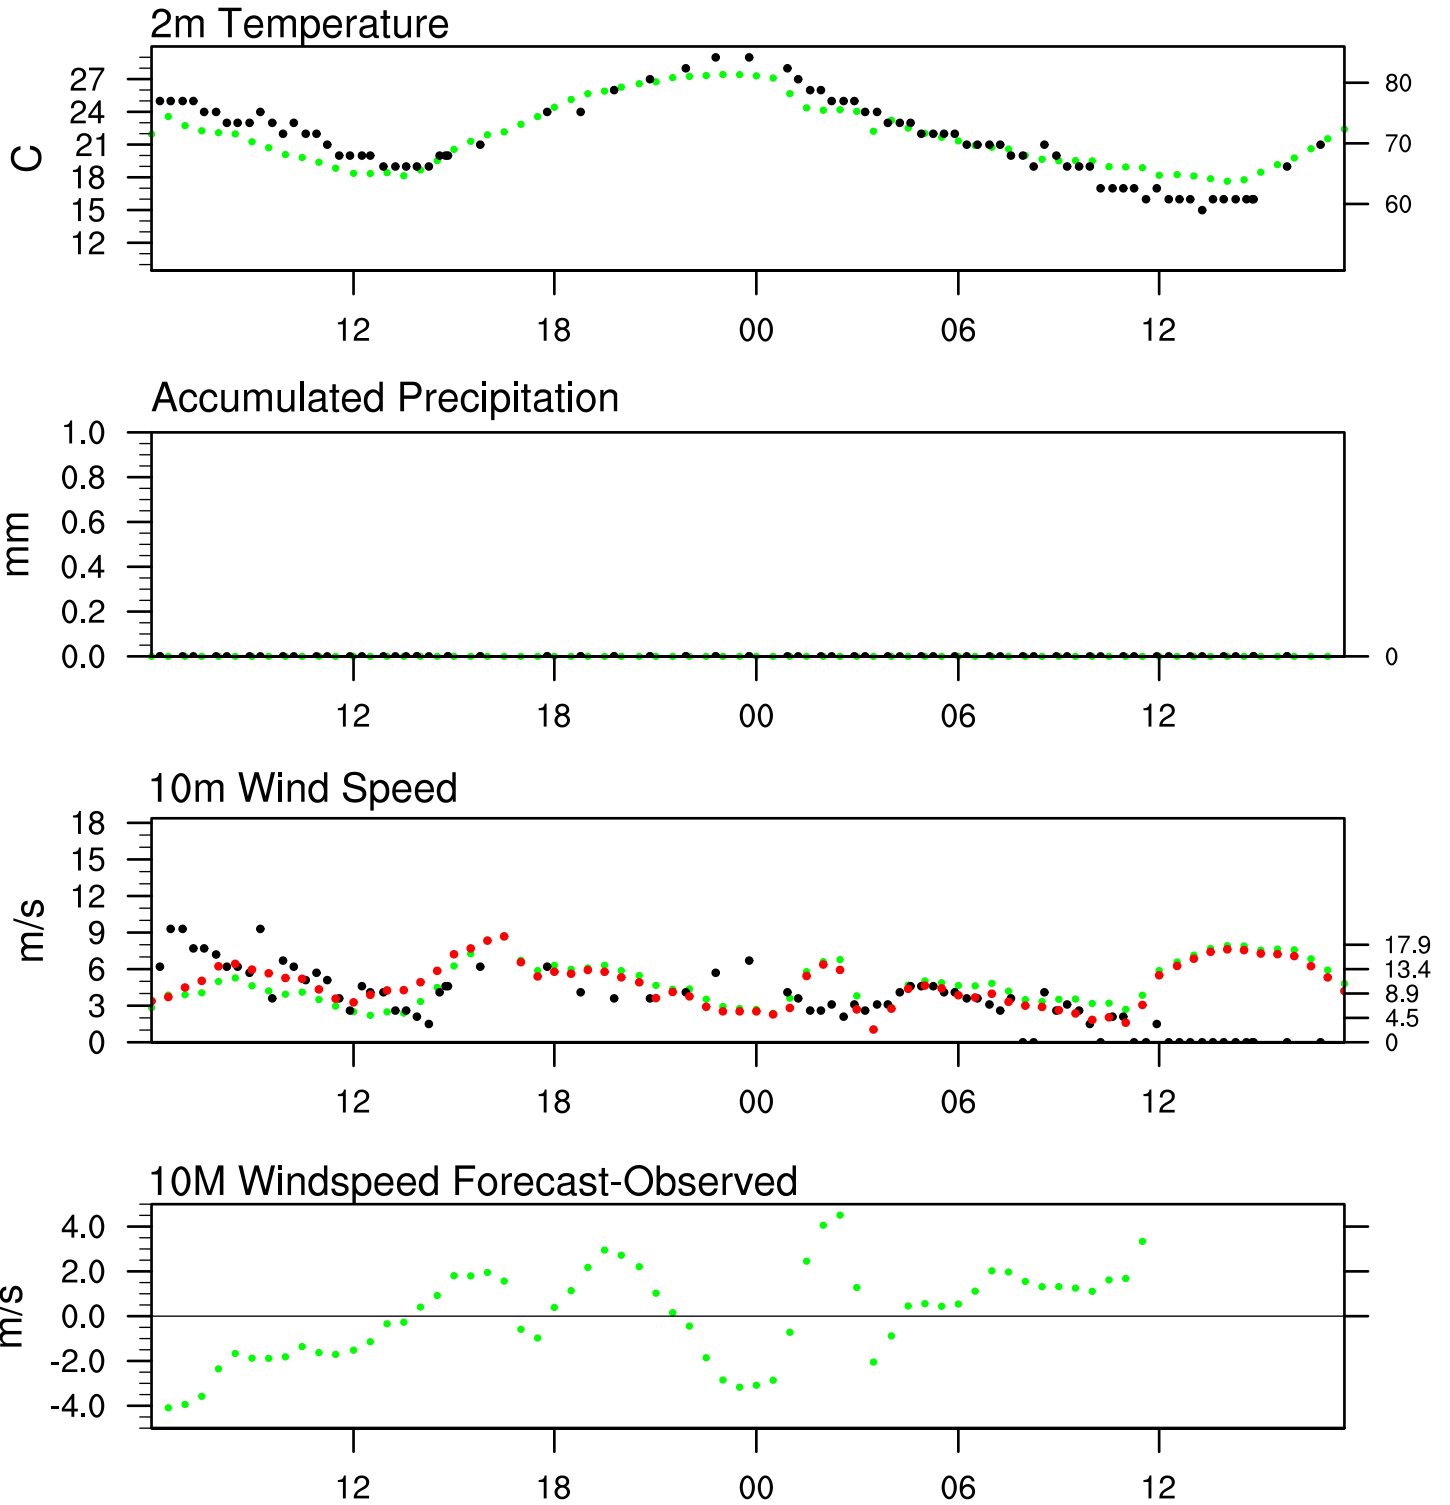 2m Temperature
27
24
21
18
15
12
C
80
70
60
12 18 00 06 12
Accumulated Precipitation
1.0
0.8
0.6
0.4
0.2
0.0
mm
0
12 18 00 06 12
10m Wind Speed
18
15
12
9
6
3
0
m/s
17.9
13.4
8.9
4.5
0
12 18 00 06 12
10M Windspeed Forecast-Observed
4.0
2.0
0.0
-2.0
-4.0
m/s
12 18 00 06 12